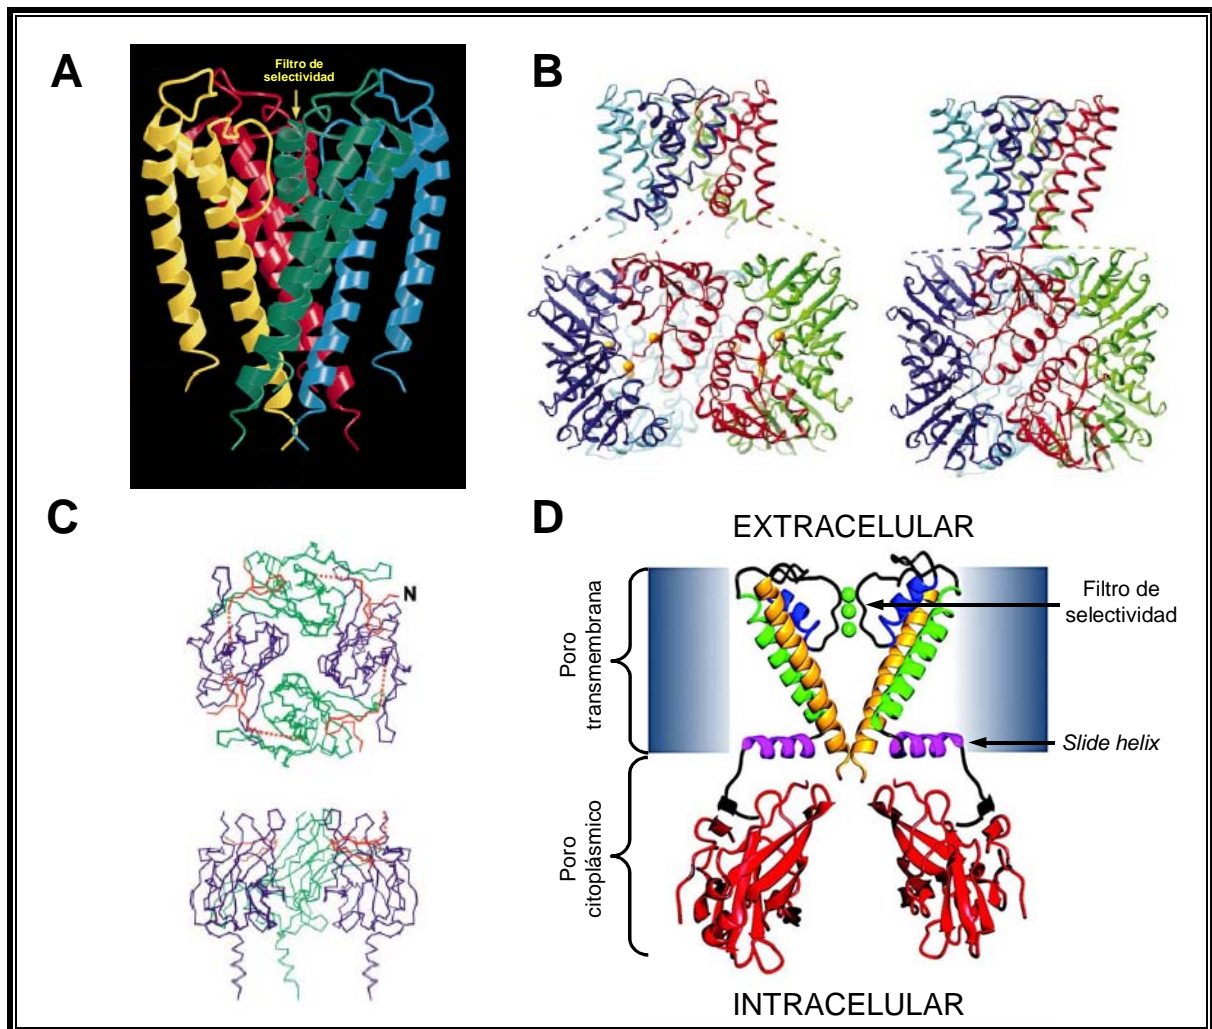 A
Filtro de
selectividad
B
C
N
D
EXTRACELULAR
Poro
transmembrana
Filtro de
selectividad
Slide helix
Poro
citoplásmico
INTRACELULAR